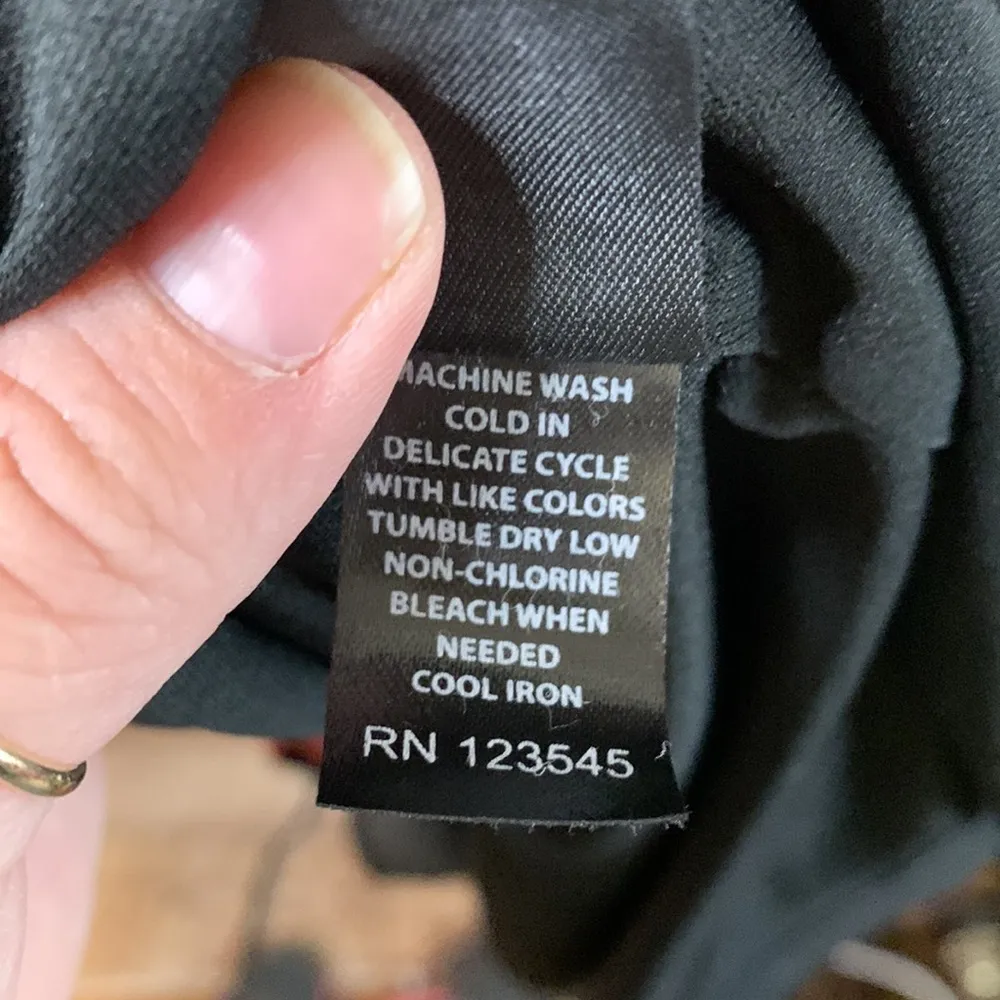 MACHINE WASH
COLD IN
DELICATE CYCLE
WITH LIKE COLORS
TUMBLE DRY LOW
NON-CHLORINE
BLEACH WHEN
NEEDED
COOL IRON
RN 123545